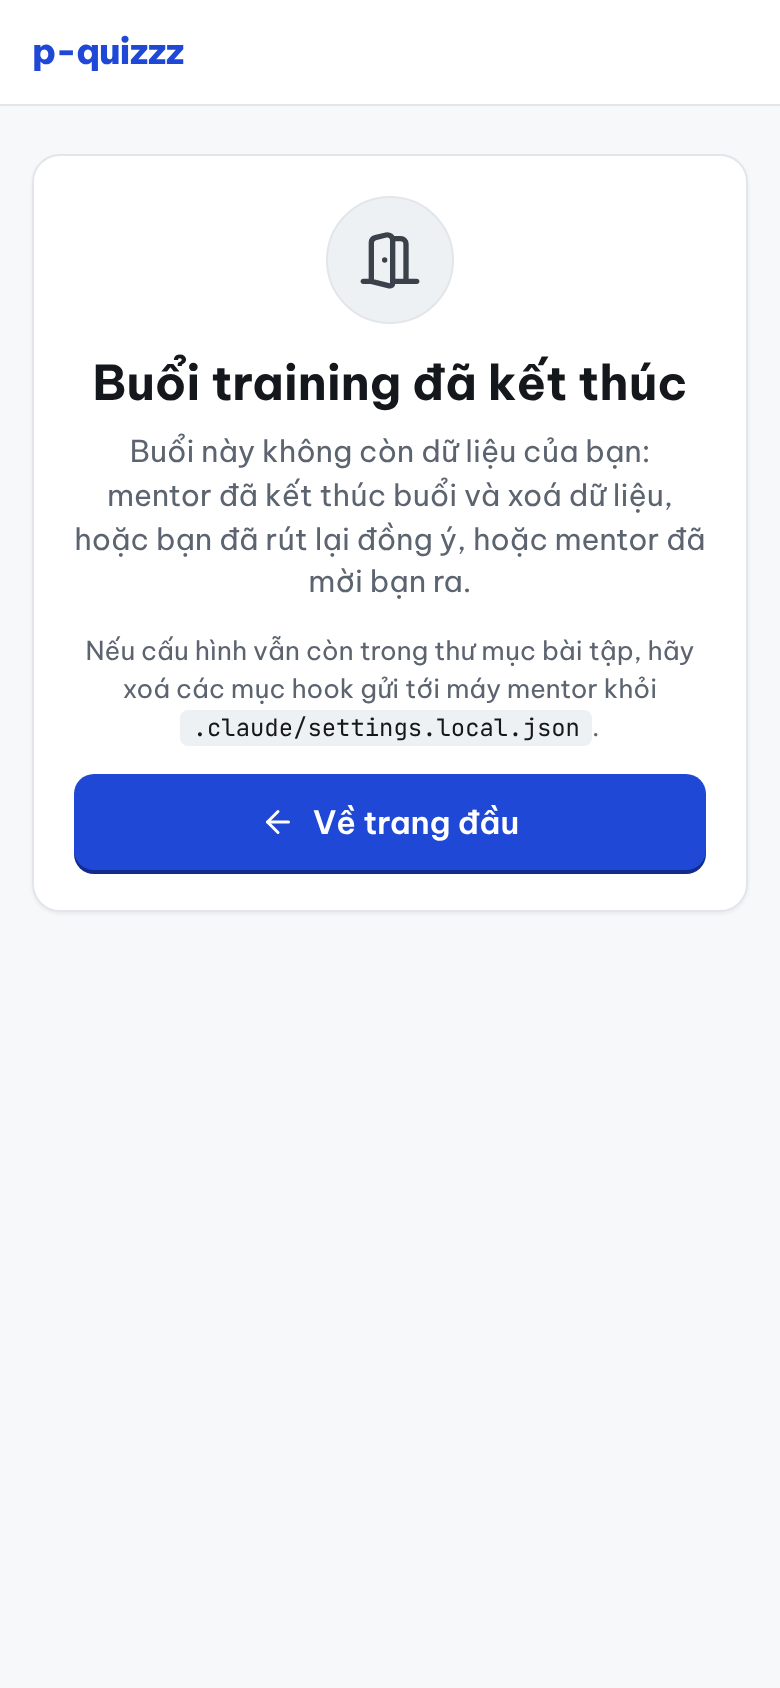 p-quizzz
Buổi training đã kết thúc
Buổi này không còn dữ liệu của bạn:
mentor đã kết thúc buổi và xoá dữ liệu,
hoặc bạn đã rút lại đồng ý, hoặc mentor đã
mời bạn ra.
Nếu cấu hình vẫn còn trong thư mục bài tập, hãy
xoá các mục hook gửi tới máy mentor khỏi
.claude/settings.local.json.
← Về trang đầu